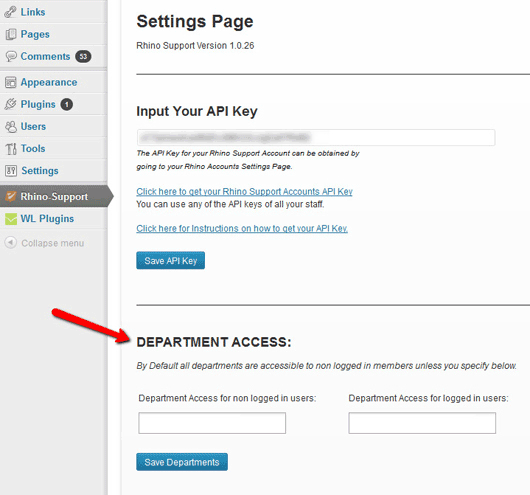 Links
Pages
Comments 53
Appearance
Plugins 1
Users
Tools
Settings
Rhino-Support
WL Plugins
Collapse menu
Settings Page
Rhino Support Version 1.0.26
Input Your API Key
The API Key for your Rhino Support Account can be obtained by
going to your Rhino Accounts Settings Page.
Click here to get your Rhino Support Accounts API Key
You can use any of the API keys of all your staff.
Click here for Instructions on how to get your API Key.
Save API Key
DEPARTMENT ACCESS:
By Default all departments are accessible to non logged in members unless you specify below.
Department Access for non logged in users:
Department Access for logged in users:
Save Departments